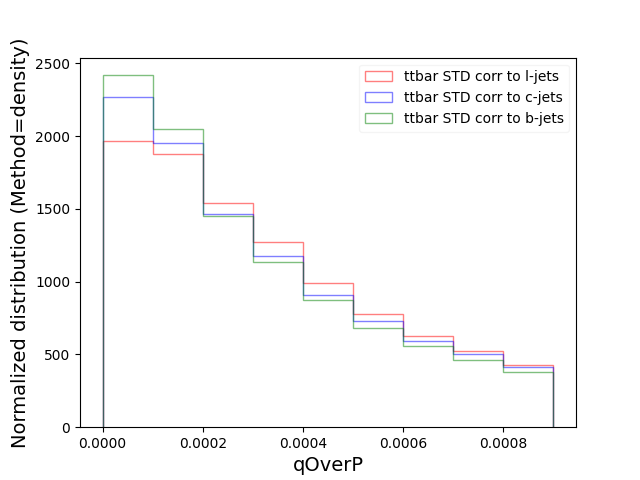 Normalized distribution (Method=density)
2500
2000
1500
1000
500
0
ttbar STD corr to l-jets
ttbar STD corr to c-jets
ttbar STD corr to b-jets
0.0000 0.0002 0.0004 0.0006 0.0008
qOverP